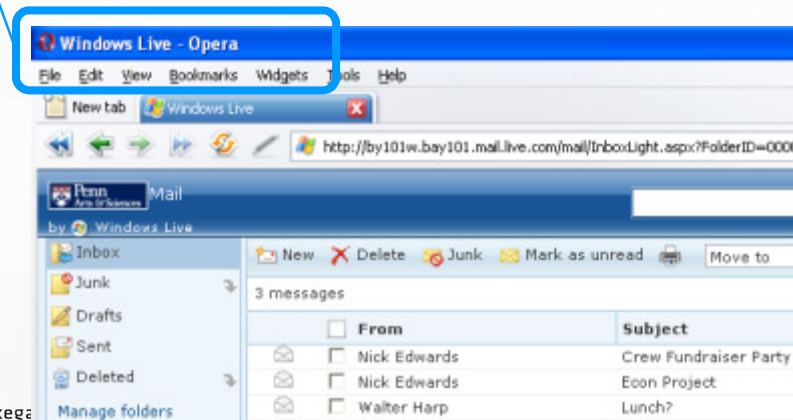 Windows Live - Opera
File Edit View Bookmarks Widgets Tools Help
New tab Windows Live
http://by101w.bay101.mail.live.com/mail/InboxLight.aspx?FolderID=0000
Penn Arts & Sciences Mail
by Windows Live
Inbox New Delete Junk Mark as unread Move to
Junk
3 messages
Drafts
From Subject
Sent
Nick Edwards Crew Fundraiser Party
Deleted
Nick Edwards Econ Project
Manage folders
Walter Harp Lunch?